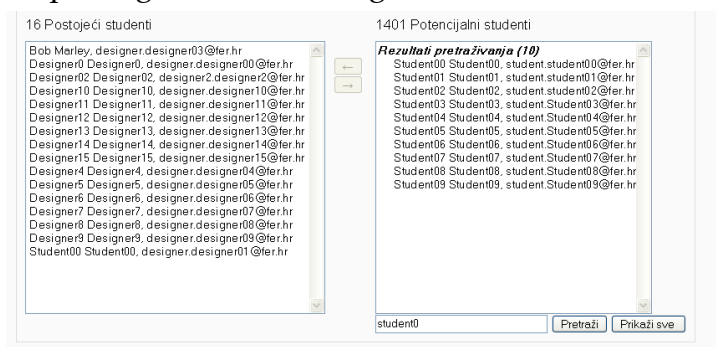 16 Postojeći studenti
Bob Marley, designer.designer03@fer.hr
Designer0 Designer0, designer.designer00@fer.hr
Designer02 Designer02, designer2.designer2@fer.hr
Designer10 Designer10, designer.designer10@fer.hr
Designer11 Designer11, designer.designer11@fer.hr
Designer12 Designer12, designer.designer12@fer.hr
Designer13 Designer13, designer.designer13@fer.hr
Designer14 Designer14, designer.designer14@fer.hr
Designer15 Designer15, designer.designer15@fer.hr
Designer4 Designer4, designer.designer04@fer.hr
Designer5 Designer5, designer.designer05@fer.hr
Designer6 Designer6, designer.designer06@fer.hr
Designer7 Designer7, designer.designer07@fer.hr
Designer8 Designer8, designer.designer08@fer.hr
Designer9 Designer9, designer.designer09@fer.hr
Student00 Student00, designer.designer01@fer.hr
←
→
1401 Potencijalni studenti
Rezultati pretraživanja (10)
Student00 Student00, student.student00@fer.hr
Student01 Student01, student.student01@fer.hr
Student02 Student02, student.student02@fer.hr
Student03 Student03, student.Student03@fer.hr
Student04 Student04, student.Student04@fer.hr
Student05 Student05, student.Student05@fer.hr
Student06 Student06, student.Student06@fer.hr
Student07 Student07, student.Student07@fer.hr
Student08 Student08, student.Student08@fer.hr
Student09 Student09, student.Student09@fer.hr
student0
Pretraži
Prikaži sve